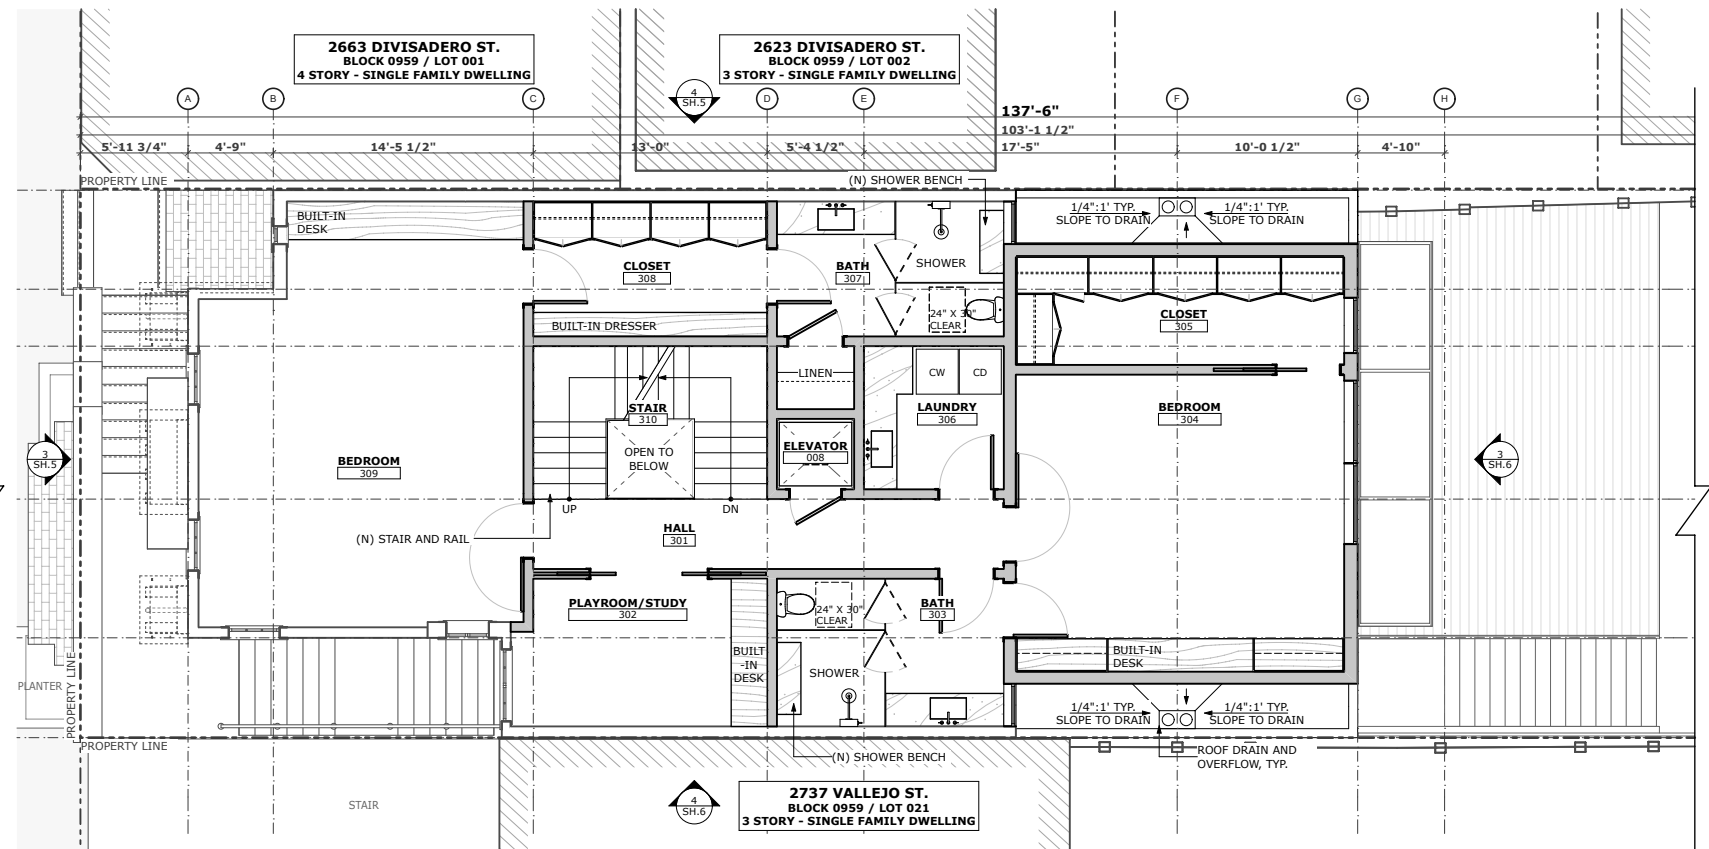 2663 DIVISADERO ST.
BLOCK 0959 / LOT 001
4 STORY - SINGLE FAMILY DWELLING
2623 DIVISADERO ST.
BLOCK 0959 / LOT 002
3 STORY - SINGLE FAMILY DWELLING
4
SH.5
A
B
C
D
E
F
G
H
137'-6"
103'-1 1/2"
5'-11 3/4"
4'-9"
14'-5 1/2"
13'-0"
5'-4 1/2"
17'-5"
10'-0 1/2"
4'-10"
PROPERTY LINE
(N) SHOWER BENCH
BUILT-IN
DESK
1/4":1' TYP.
SLOPE TO DRAIN
1/4":1' TYP.
SLOPE TO DRAIN
CLOSET
308
BATH
307
SHOWER
24" X 30"
CLEAR
CLOSET
305
BUILT-IN DRESSER
LINEN
CW
CD
STAIR
310
LAUNDRY
306
BEDROOM
304
OPEN TO
BELOW
ELEVATOR
008
BEDROOM
309
3
SH.5
3
SH.6
UP
DN
(N) STAIR AND RAIL
HALL
301
PLAYROOM/STUDY
302
24" X 30"
CLEAR
BATH
303
BUILT
-IN
DESK
SHOWER
BUILT-IN
DESK
PLANTER
PROPERTY LINE
1/4":1' TYP.
SLOPE TO DRAIN
1/4":1' TYP.
SLOPE TO DRAIN
PROPERTY LINE
(N) SHOWER BENCH
ROOF DRAIN AND
OVERFLOW, TYP.
STAIR
4
SH.6
2737 VALLEJO ST.
BLOCK 0959 / LOT 021
3 STORY - SINGLE FAMILY DWELLING